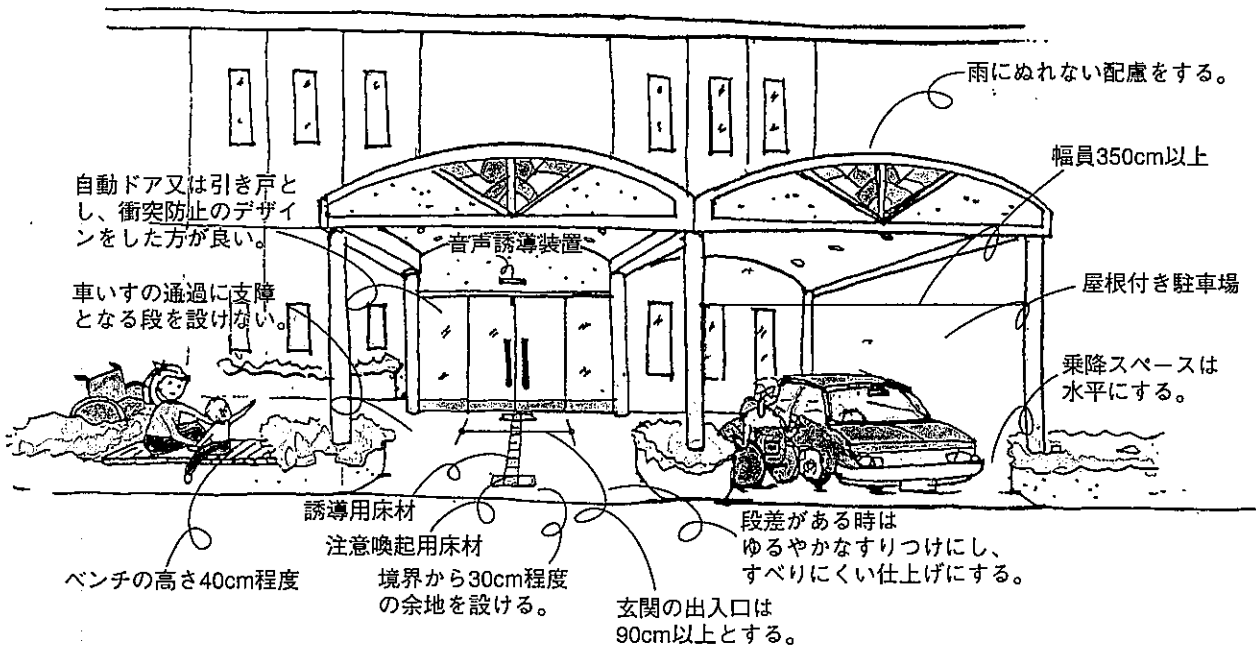 雨にぬれない配慮をする。
幅員350cm以上
自動ドア又は引き戸と
し、衝突防止のデザイ
ンをした方が良い。
音声誘導装置
車いすの通過に支障
となる段を設けない。
屋根付き駐車場
乗降スペースは
水平にする。
誘導用床材
注意喚起用床材
ベンチの高さ40cm程度
境界から30cm程度
の余地を設ける。
玄関の出入口は
90cm以上とする。
段差がある時は
ゆるやかなすりつけにし、
すべりにくい仕上げにする。